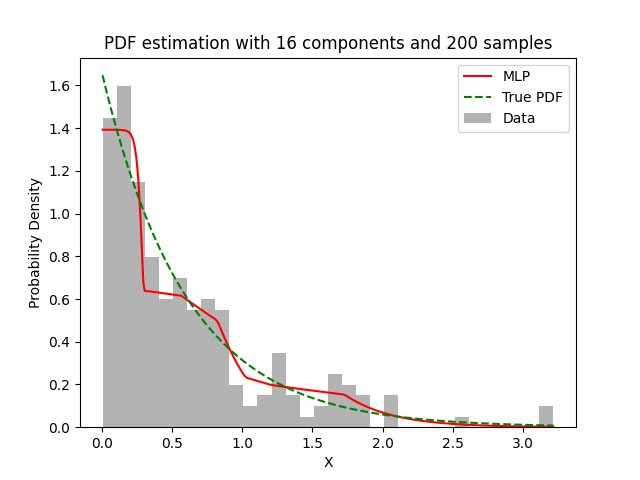 PDF estimation with 16 components and 200 samples
MLP
True PDF
Data
Probability Density
1.6
1.4
1.2
1.0
0.8
0.6
0.4
0.2
0.0
0.0 0.5 1.0 1.5 2.0 2.5 3.0
X